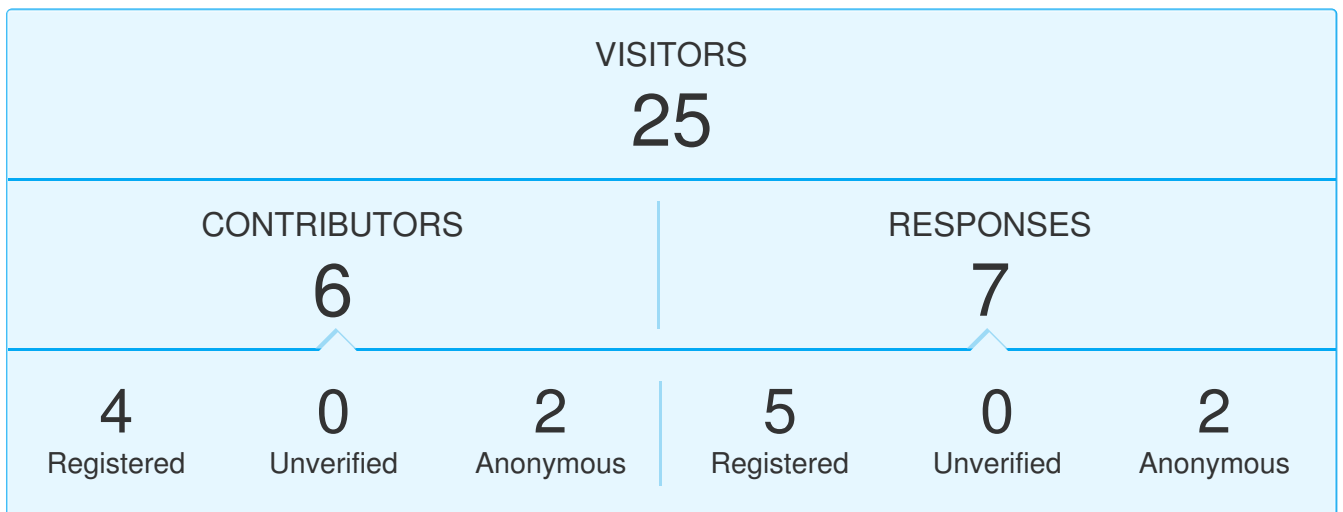 VISITORS
25
CONTRIBUTORS
6
RESPONSES
7
4
Registered
0
Unverified
2
Anonymous
5
Registered
0
Unverified
2
Anonymous